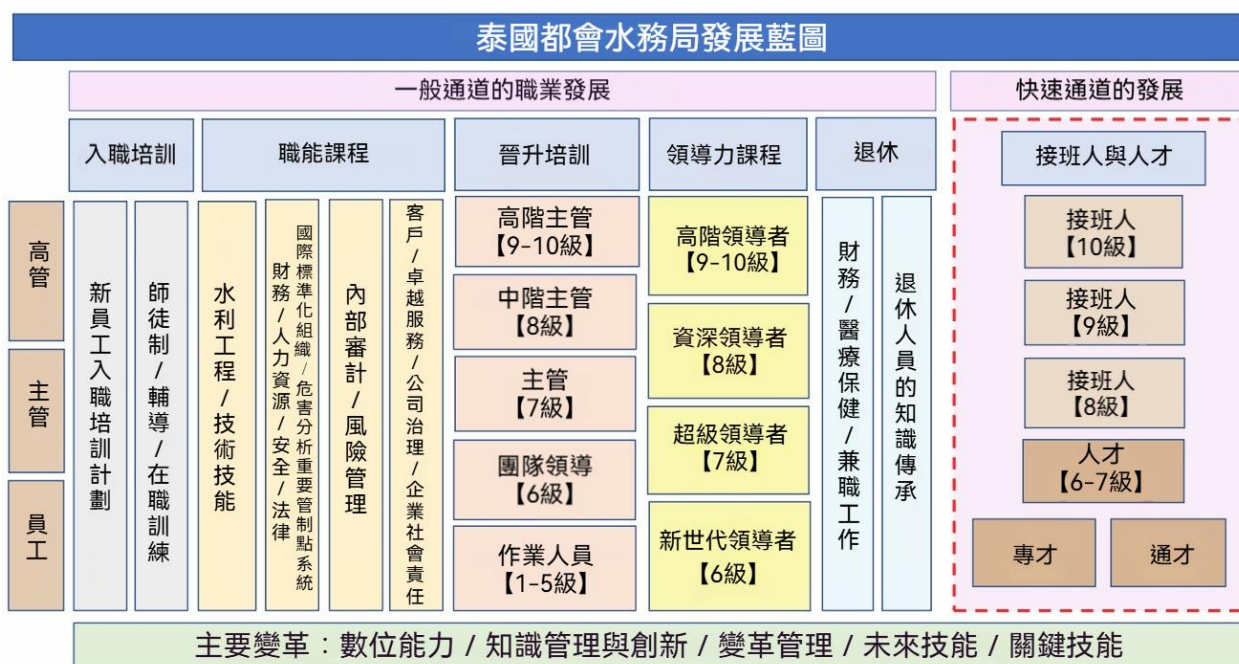 泰國都會水務局發展藍圖
一般通道的職業發展
快速通道的發展
入職培訓
職能課程
晉升培訓
領導力課程
退休
接班人與人才
高管
主管
員工
新員工入職培訓計劃
師徒制/輔導/在職訓練
水利工程/技術技能
國際標準化組織/危害分析重要管制點系統
財務/人力資源/安全/法律
內部審計/風險管理
客戶/卓越服務/公司治理/企業社會責任
高階主管
【9-10級】
中階主管
【8級】
主管
【7級】
團隊領導
【6級】
作業人員
【1-5級】
高階領導者
【9-10級】
資深領導者
【8級】
超級領導者
【7級】
新世代領導者
【6級】
財務/醫療保健/兼職工作
退休人員的知識傳承
接班人
【10級】
接班人
【9級】
接班人
【8級】
人才
【6-7級】
專才
通才
主要變革：數位能力 / 知識管理與創新 / 變革管理 / 未來技能 / 關鍵技能